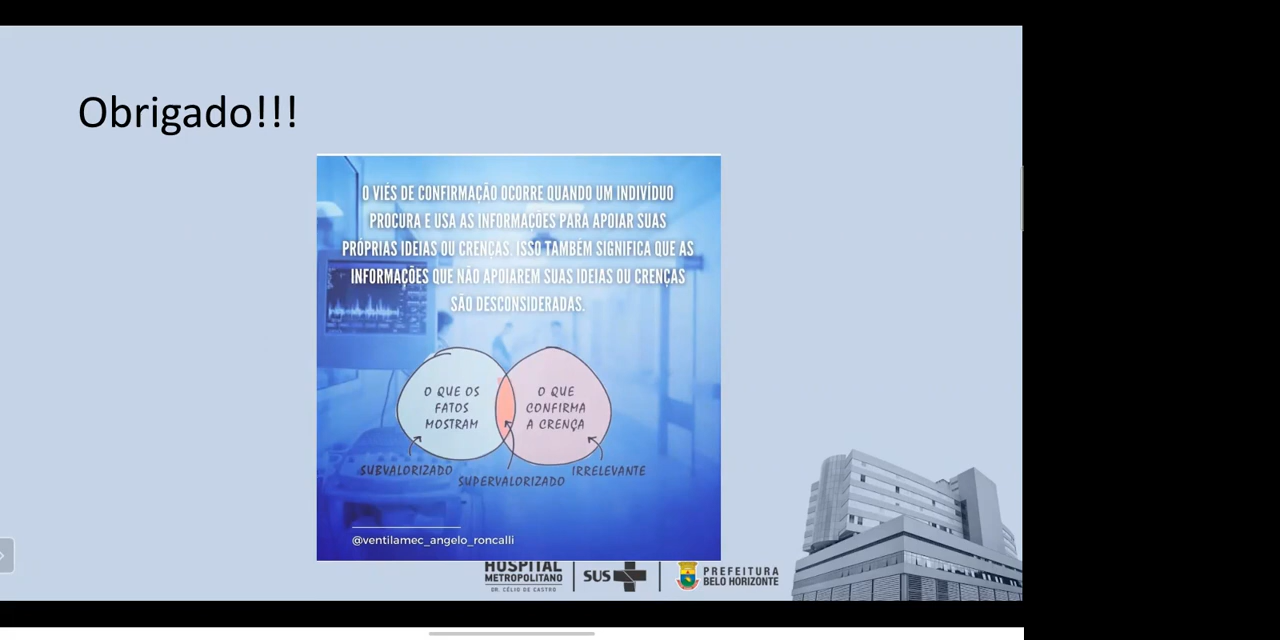 Obrigado!!!
O VIÉS DE CONFIRMAÇÃO OCORRE QUANDO UM INDIVÍDUO
PROCURA E USA AS INFORMAÇÕES PARA APOIAR SUAS
PRÓPRIAS IDEIAS OU CRENÇAS. ISSO TAMBÉM SIGNIFICA QUE AS
INFORMAÇÕES QUE NÃO APOIAREM SUAS IDEIAS OU CRENÇAS
SÃO DESCONSIDERADAS.
O QUE OS
FATOS
MOSTRAM
O QUE
CONFIRMA
A CRENÇA
SUBVALORIZADO
SUPERVALORIZADO
IRRELEVANTE
@ventilamec_angelo_roncalli
HOSPITAL
METROPOLITANO
DR. CÉLIO DE CASTRO
SUS
PREFEITURA
BELO HORIZONTE